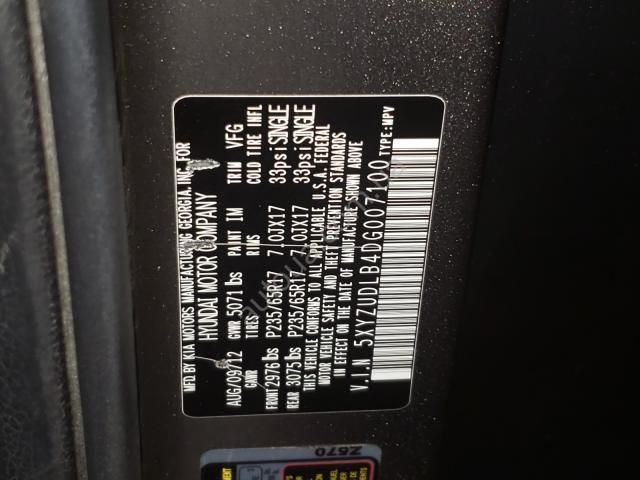 MFD.BY KIA MOTORS MANUFACTURING GEORGIA, INC. FOR
HYUNDAI MOTOR COMPANY
AUG/09/12 GWR 5071 lbs PAINT IM TRIM VFG
GAWR TIRES RIMS COLD TIRE INFL
FRONT 2976 lbs P235/65R17 7.0JX17 33psi SINGLE
REAR 3075 lbs P235/65R17 7.0JX17 33psi SINGLE
THIS VEHICLE CONFORMS TO ALL APPLICABLE U.S.A. FEDERAL
MOTOR VEHICLE SAFETY AND THEFT PREVENTION STANDARDS
IN EFFECT ON THE DATE OF MANUFACTURE SHOWN ABOVE
V.I.N 5XYZUDLB4DG007100 TYPE:MPV
Z570